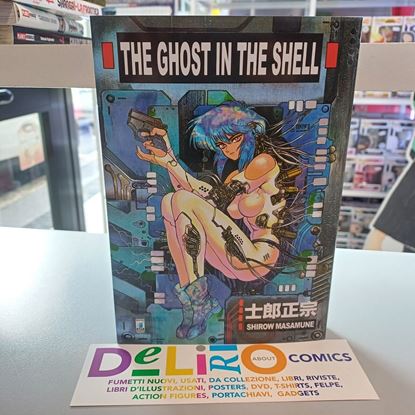 THE GHOST IN THE SHELL
士郎正宗
SHIROW MASAMUNE
DeLiRiO ABOUT COMICS
FUMETTI NUOVI, USATI, DA COLLEZIONE, LIBRI, RIVISTE,
LIBRI D'ILLUSTRAZIONI, POSTERS, DVD, T-SHIRTS, FELPE,
ACTION FIGURES, PORTACHIAVI, GADGETS